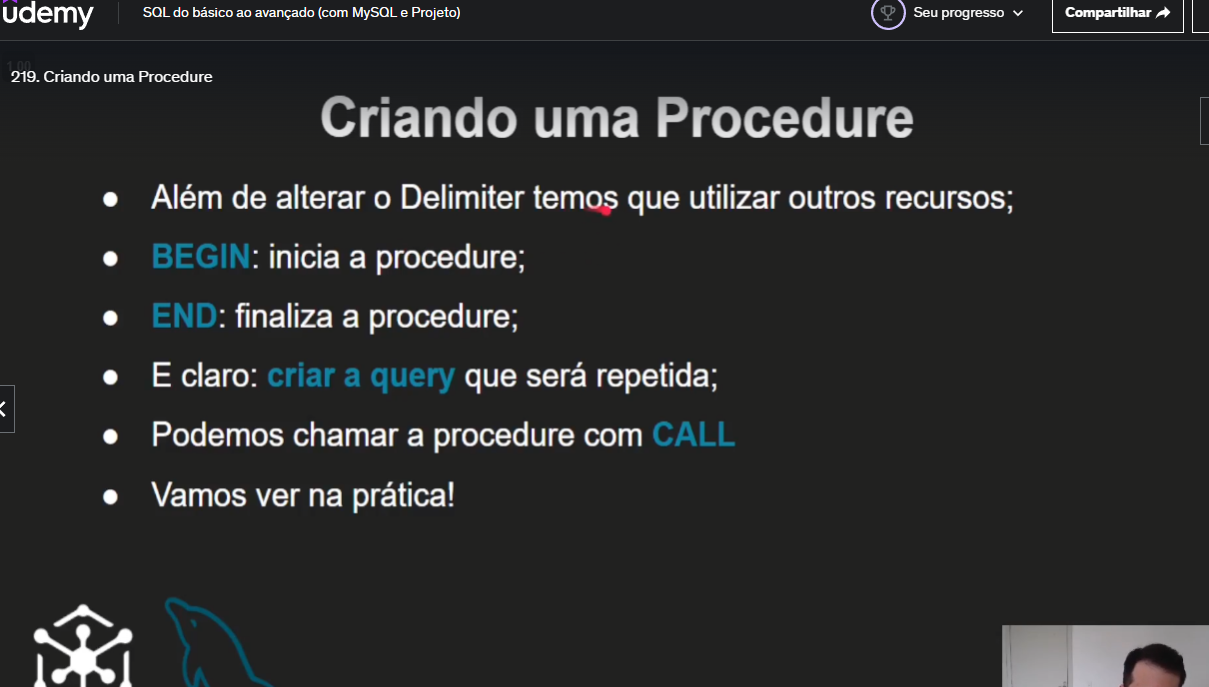 udemy
SQL do básico ao avançado (com MySQL e Projeto)
Seu progresso
Compartilhar
1.00
219. Criando uma Procedure
Criando uma Procedure
● Além de alterar o Delimiter temos que utilizar outros recursos;
● BEGIN: inicia a procedure;
● END: finaliza a procedure;
● E claro: criar a query que será repetida;
● Podemos chamar a procedure com CALL
● Vamos ver na prática!